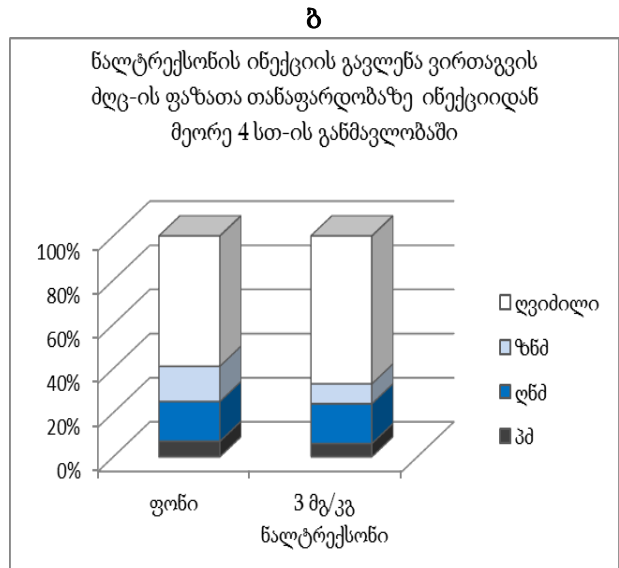 ბ
ნალტრექსონის ინექციის გავლენა ვირთაგვის
ძღც-ის ფაზათა თანაფარდობაზე ინექციიდან
მეორე 4 სთ-ის განმავლობაში
100%
80%
60%
40%
20%
0%
ფონი
3 მგ/კგ
ნალტრექსონი
ღვიძილი
ზნძ
ღნძ
პძ